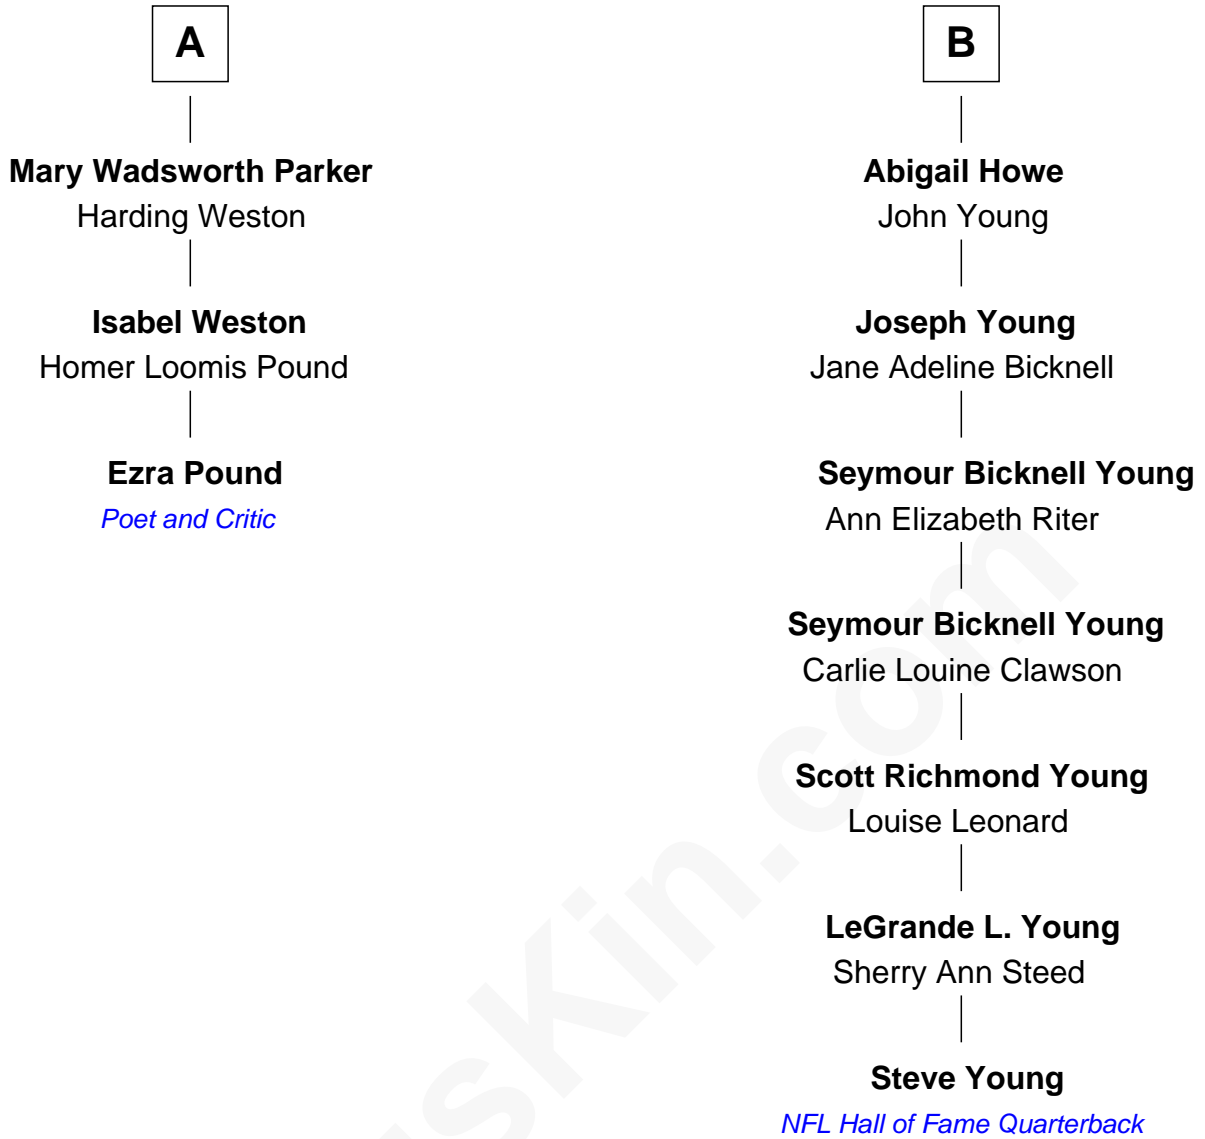 A
Mary Wadsworth Parker
Harding Weston
Isabel Weston
Homer Loomis Pound
Ezra Pound
Poet and Critic
B
Abigail Howe
John Young
Joseph Young
Jane Adeline Bicknell
Seymour Bicknell Young
Ann Elizabeth Riter
Seymour Bicknell Young
Carlie Louine Clawson
Scott Richmond Young
Louise Leonard
LeGrande L. Young
Sherry Ann Steed
Steve Young
NFL Hall of Fame Quarterback
sKin.com